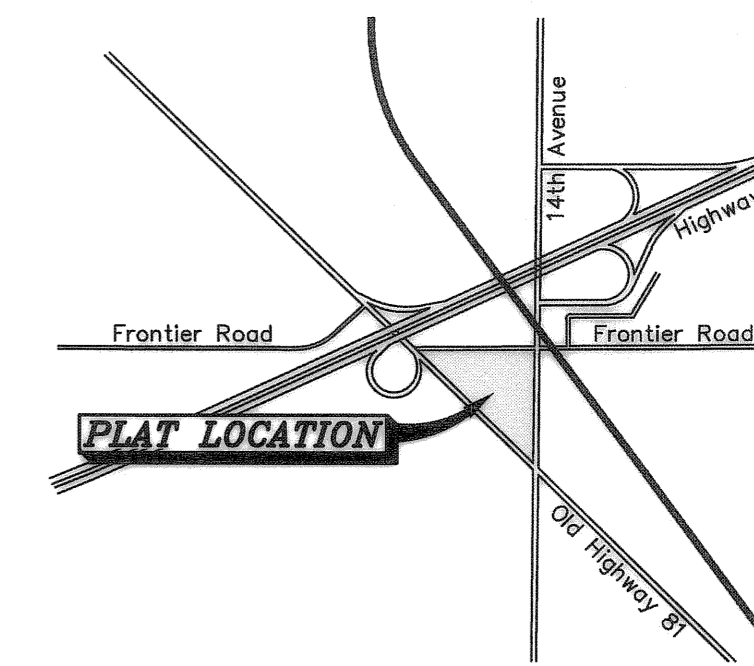 14th Avenue
Highway
Frontier Road
Frontier Road
PLAT LOCATION
Old Highway 81